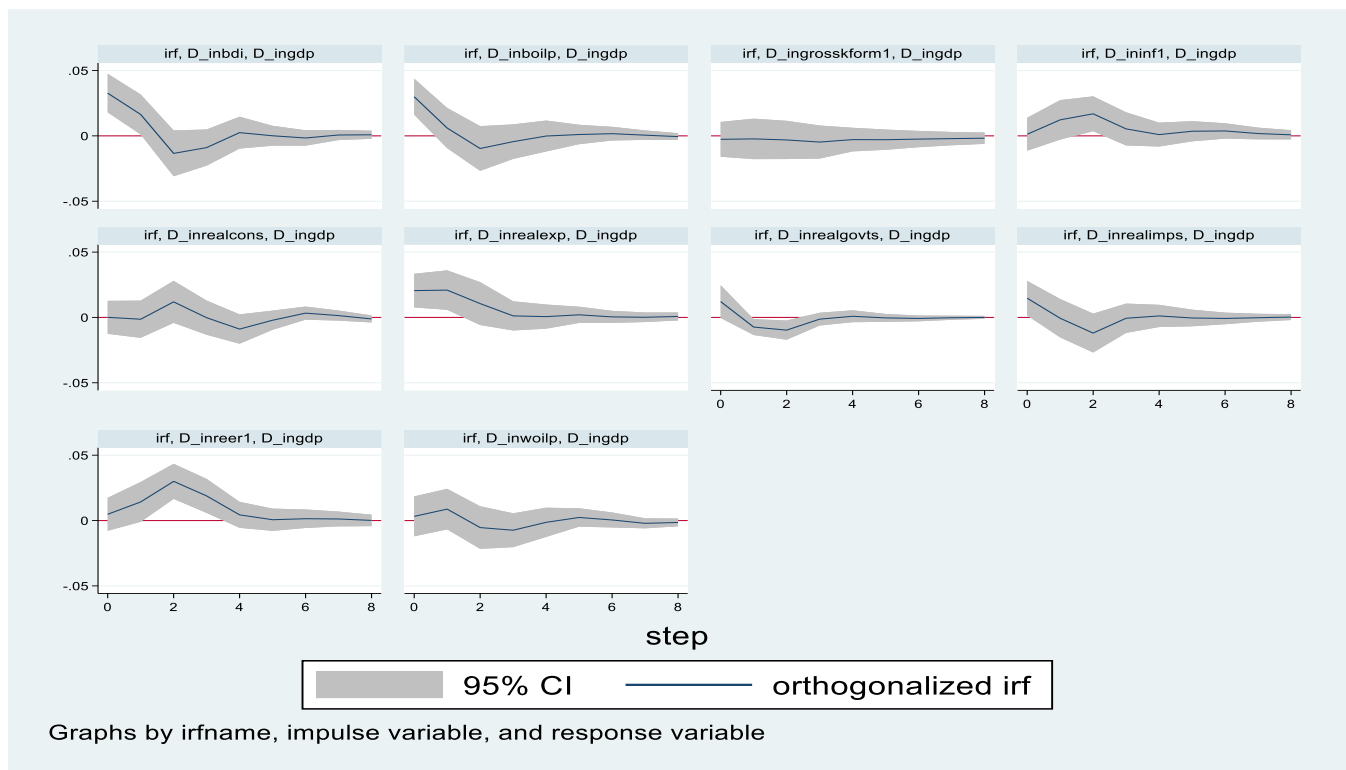 irf, D_inbdi, D_ingdp
irf, D_inboilp, D_ingdp
irf, D_ingrosskform1, D_ingdp
irf, D_ininf1, D_ingdp
.05
0
-.05
irf, D_inrealcons, D_ingdp
irf, D_inrealexp, D_ingdp
irf, D_inrealgovts, D_ingdp
irf, D_inrealimps, D_ingdp
.05
0
-.05
0 2 4 6 8
0 2 4 6 8
irf, D_inreer1, D_ingdp
irf, D_inwoilp, D_ingdp
.05
0
-.05
0 2 4 6 8
0 2 4 6 8
step
95% CI
orthogonalized irf
Graphs by irfname, impulse variable, and response variable